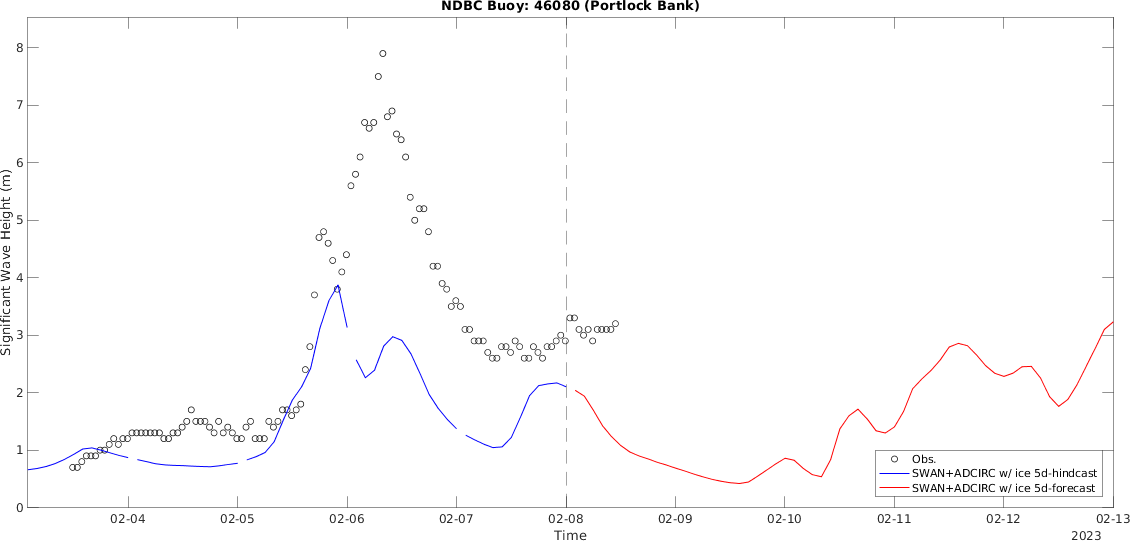 NDBC Buoy: 46080 (Portlock Bank)
Significant Wave Height (m)
8
7
6
5
4
3
2
1
0
Obs.
SWAN+ADCIRC w/ ice 5d-hindcast
SWAN+ADCIRC w/ ice 5d-forecast
02-04 02-05 02-06 02-07 02-08 02-09 02-10 02-11 02-12 02-13
Time
2023